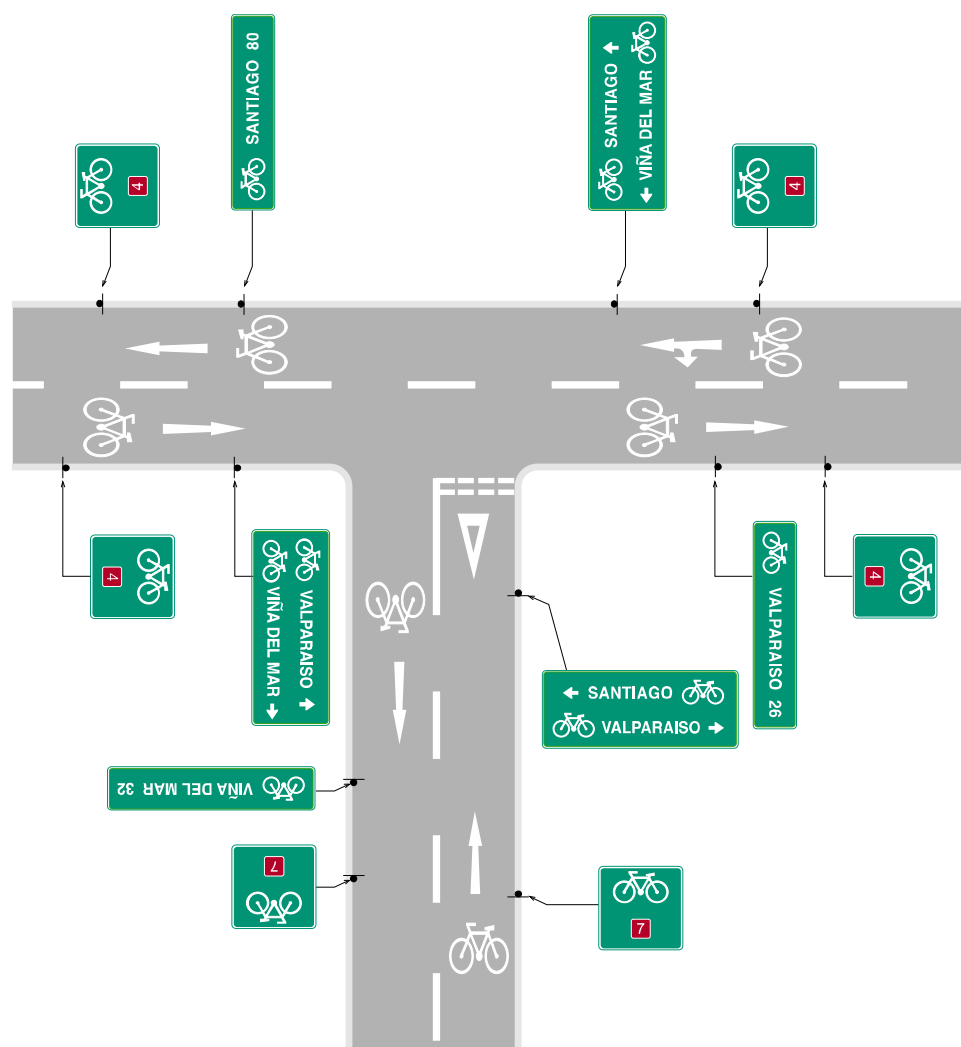 SANTIAGO 80
SANTIAGO
VIÑA DEL MAR
4
4
4
VALPARAISO
VIÑA DEL MAR
VALPARAISO 26
4
SANTIAGO
VALPARAISO
VIÑA DEL MAR 32
7
7